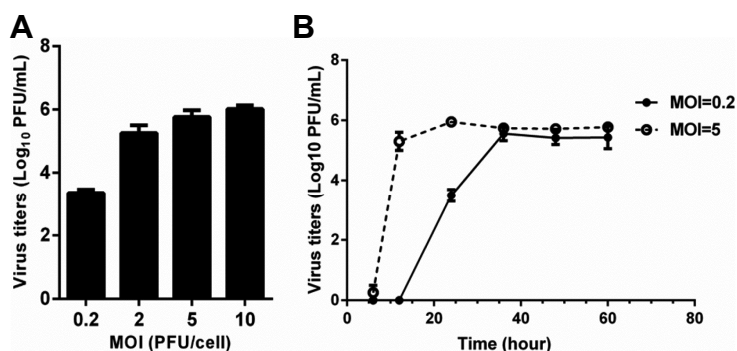 A
Virus titers (Log10 PFU/mL)
8
6
4
2
0
0.2 2 5 10
MOI (PFU/cell)
B
Virus titers (Log10 PFU/mL)
8
6
4
2
0
0 20 40 60 80
Time (hour)
MOI=0.2
MOI=5